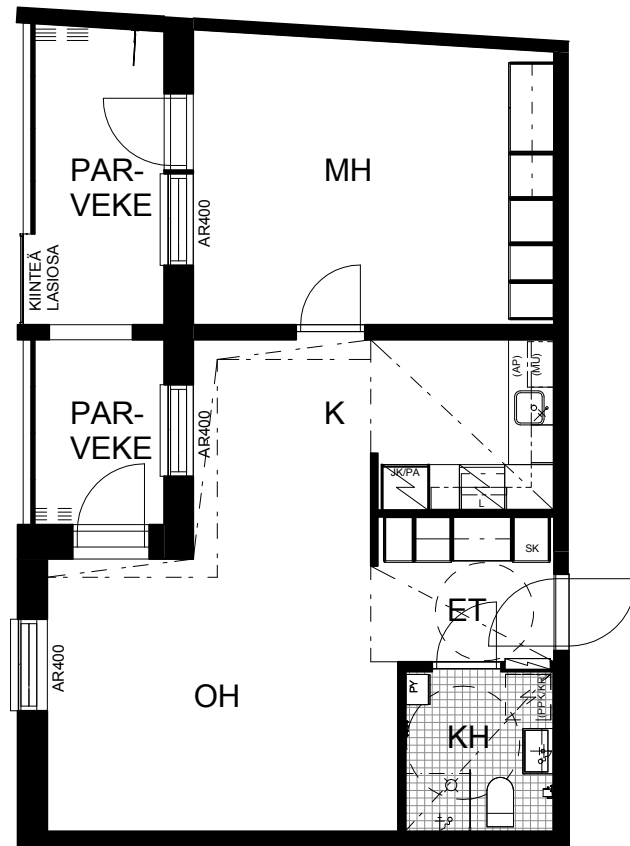 PAR-
VEKE
MH
AR400
KIINTEÄ
LASIOSA
PAR-
VEKE
AR400
K
(AP)
(MU)
JK/PA
L
SK
ET
AR400
OH
PY
KH
(PPK/KR)